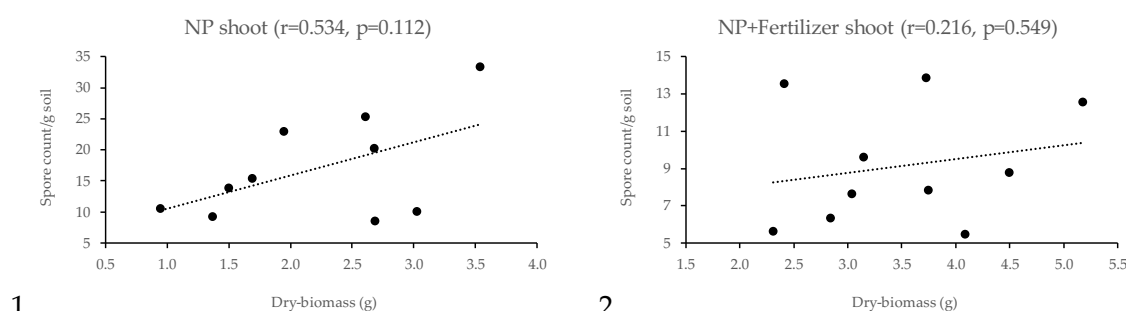 NP shoot (r=0.534, p=0.112)
35
30
25
20
15
10
5
0.5 1.0 1.5 2.0 2.5 3.0 3.5 4.0
Spore count/g soil
Dry-biomass (g)
1
NP+Fertilizer shoot (r=0.216, p=0.549)
15
13
11
9
7
5
1.5 2.0 2.5 3.0 3.5 4.0 4.5 5.0 5.5
Spore count/g soil
Dry-biomass (g)
2